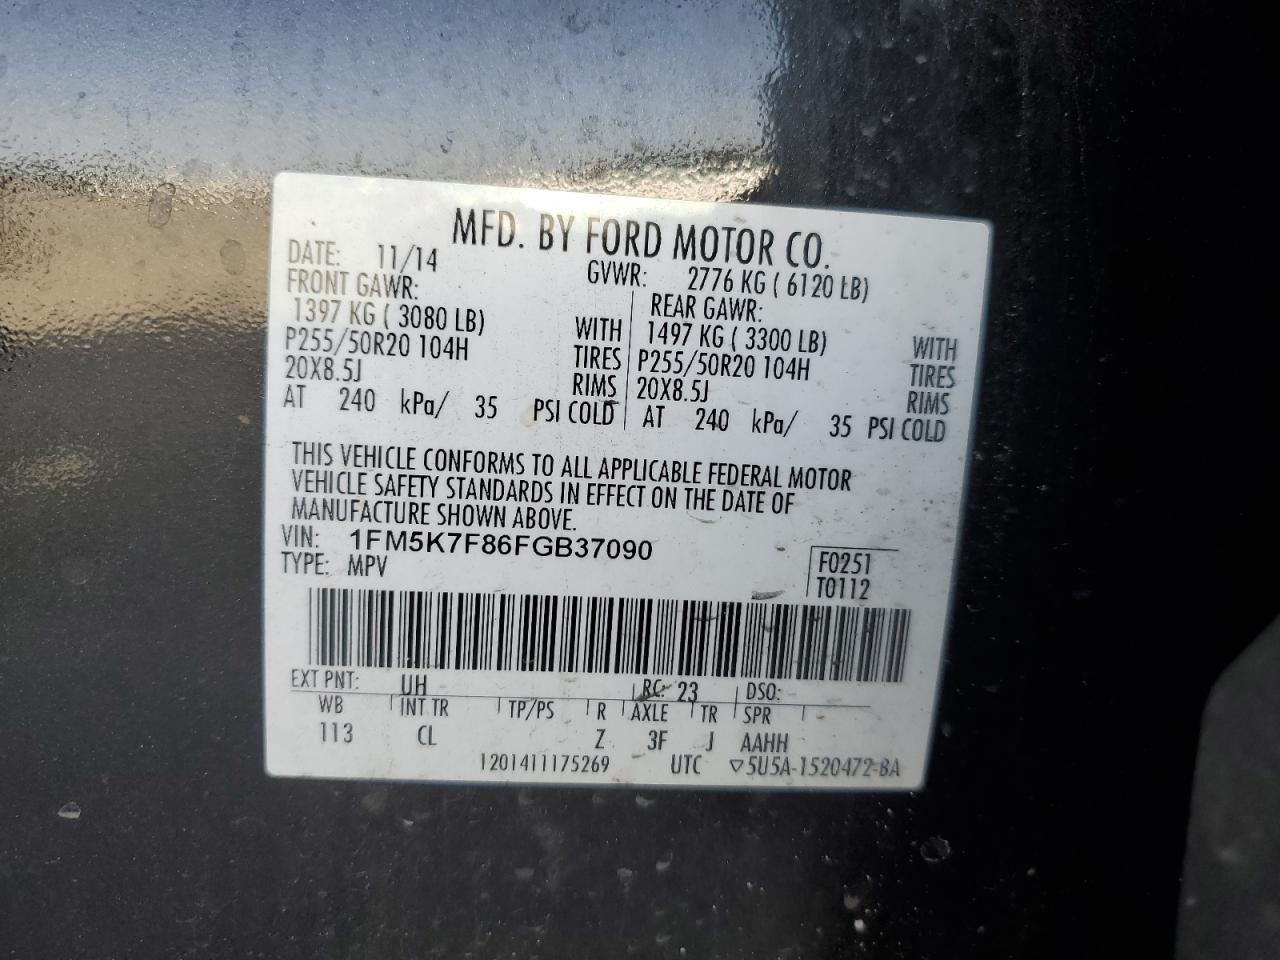 MFD. BY FORD MOTOR CO.
DATE: 11/14 GVWR: 2776 KG ( 6120 LB)
FRONT GAWR: REAR GAWR:
1397 KG ( 3080 LB) WITH 1497 KG ( 3300 LB) WITH
P255/50R20 104H TIRES P255/50R20 104H TIRES
20X8.5J RIMS 20X8.5J RIMS
AT 240 kPa/ 35 PSI COLD AT 240 kPa/ 35 PSI COLD
THIS VEHICLE CONFORMS TO ALL APPLICABLE FEDERAL MOTOR
VEHICLE SAFETY STANDARDS IN EFFECT ON THE DATE OF
MANUFACTURE SHOWN ABOVE.
VIN: 1FM5K7F86FGB37090 F0251
TYPE: MPV T0112
EXT PNT: UH RC: 23 DSO:
WB INT TR TP/PS R AXLE TR SPR
113 CL Z 3F J AAHH
1201411175269 UTC ▽5U5A-1520472-BA